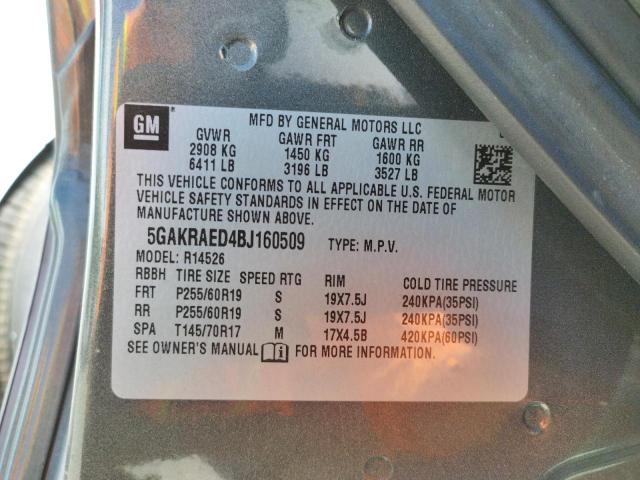 GM
MFD BY GENERAL MOTORS LLC
GVWR GAWR FRT GAWR RR
2908 KG 1450 KG 1600 KG
6411 LB 3196 LB 3527 LB
THIS VEHICLE CONFORMS TO ALL APPLICABLE U.S. FEDERAL MOTOR
VEHICLE SAFETY STANDARDS IN EFFECT ON THE DATE OF
MANUFACTURE SHOWN ABOVE.
5GAKRAED4BJ160509 TYPE: M.P.V.
MODEL: R14526
RBBH TIRE SIZE SPEED RTG RIM COLD TIRE PRESSURE
FRT P255/60R19 S 19X7.5J 240KPA(35PSI)
RR P255/60R19 S 19X7.5J 240KPA(35PSI)
SPA T145/70R17 M 17X4.5B 420KPA(60PSI)
SEE OWNER'S MANUAL FOR MORE INFORMATION.